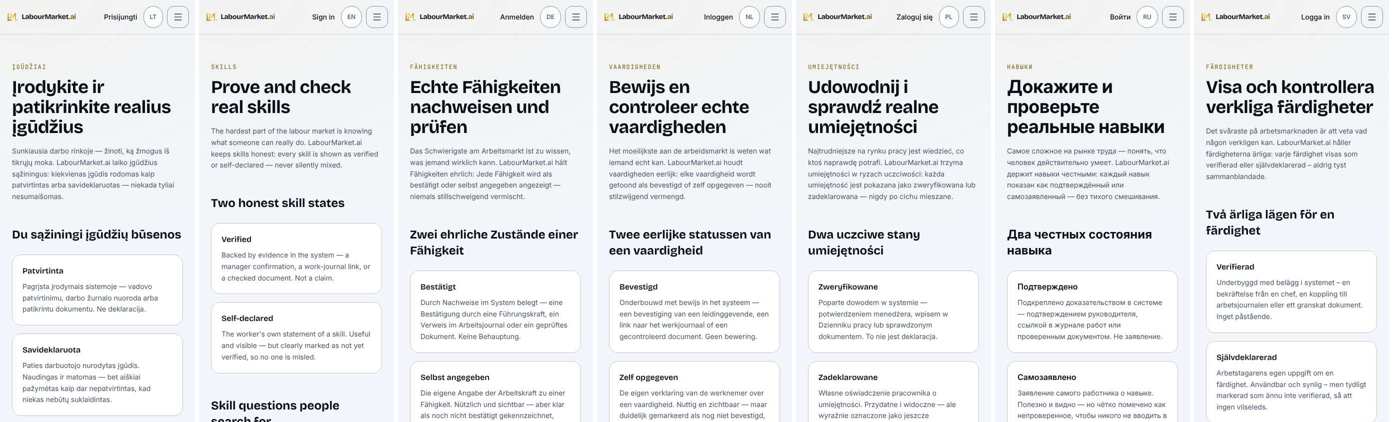 LabourMarket.ai
Prisijungti
LT
ĮGŪDŽIAI
Įrodykite ir
patikrinkite realius
įgūdžius
Sunkiausia darbo rinkoje — žinoti, ką žmogus iš
tikrųjų moka. LabourMarket.ai laiko įgūdžius
sąžiningus: kiekvienas įgūdis rodomas kaip
patvirtintas arba savideklaruotas — niekada tyliai
nesumaišomas.
Du sąžiningi įgūdžių būsenos
Patvirtinta
Pagrįsta įrodymais sistemoje — vadovo
patvirtinimu, darbo žurnalo nuoroda arba
patikrintu dokumentu. Ne deklaracija.
Savideklaruota
Paties darbuotojo nurodytas įgūdis.
Naudingas ir matomas — bet aiškiai
pažymėtas kaip dar nepatvirtintas, kad
niekas nebūtų suklaidintas.
LabourMarket.ai
Sign in
EN
SKILLS
Prove and check
real skills
The hardest part of the labour market is knowing
what someone can really do. LabourMarket.ai
keeps skills honest: every skill is shown as verified
or self-declared — never silently mixed.
Two honest skill states
Verified
Backed by evidence in the system — a
manager confirmation, a work-journal link, or
a checked document. Not a claim.
Self-declared
The worker's own statement of a skill. Useful
and visible — but clearly marked as not yet
verified, so no one is misled.
Skill questions people
search for
LabourMarket.ai
Anmelden
DE
FÄHIGKEITEN
Echte Fähigkeiten
nachweisen und
prüfen
Das Schwierigste am Arbeitsmarkt ist zu wissen,
was jemand wirklich kann. LabourMarket.ai hält
Fähigkeiten ehrlich: Jede Fähigkeit wird als
bestätigt oder selbst angegeben angezeigt —
niemals stillschweigend vermischt.
Zwei ehrliche Zustände einer
Fähigkeit
Bestätigt
Durch Nachweise im System belegt — eine
Bestätigung durch eine Führungskraft, ein
Verweis im Arbeitsjournal oder ein geprüftes
Dokument. Keine Behauptung.
Selbst angegeben
Die eigene Angabe der Arbeitskraft zu einer
Fähigkeit. Nützlich und sichtbar — aber klar
als noch nicht bestätigt gekennzeichnet,
LabourMarket.ai
Inloggen
NL
VAARDIGHEDEN
Bewijs en
controleer echte
vaardigheden
Het moeilijkste aan de arbeidsmarkt is weten wat
iemand echt kan. LabourMarket.ai houdt
vaardigheden eerlijk: elke vaardigheid wordt
getoond als bevestigd of zelf opgegeven — nooit
stilzwijgend vermengd.
Twee eerlijke statussen van
een vaardigheid
Bevestigd
Onderbouwd met bewijs in het systeem —
een bevestiging van een leidinggevende, een
link naar het werkjournaal of een
gecontroleerd document. Geen bewering.
Zelf opgegeven
De eigen verklaring van de werknemer over
een vaardigheid. Nuttig en zichtbaar — maar
duidelijk gemarkeerd als nog niet bevestigd,
LabourMarket.ai
Zaloguj się
PL
UMIEJĘTNOŚCI
Udowodnij i
sprawdź realne
umiejętności
Najtrudniejsze na rynku pracy jest wiedzieć, co
ktoś naprawdę potrafi. LabourMarket.ai trzyma
umiejętności w ryzach uczciwości: każda
umiejętność jest pokazana jako zweryfikowana lub
zadeklarowana — nigdy po cichu mieszane.
Dwa uczciwe stany
umiejętności
Zweryfikowane
Poparte dowodem w systemie —
potwierdzeniem menedżera, wpisem w
Dzienniku pracy lub sprawdzonym
dokumentem. To nie jest deklaracja.
Zadeklarowane
Własne oświadczenie pracownika o
umiejętności. Przydatne i widoczne — ale
wyraźnie oznaczone jako jeszcze
LabourMarket.ai
Войти
RU
НАВЫКИ
Докажите и
проверьте
реальные навыки
Самое сложное на рынке труда — понять, что
человек действительно умеет. LabourMarket.ai
держит навыки честными: каждый навык
показан как подтверждённый или
самозаявленный — без тихого смешивания.
Два честных состояния
навыка
Подтверждено
Подкреплено доказательством в системе
— подтверждением руководителя,
ссылкой в журнале работ или
проверенным документом. Не заявление.
Самозаявлено
Заявление самого работника о навыке.
Полезно и видно — но чётко помечено как
непроверенное, чтобы никого не вводить в
LabourMarket.ai
Logga in
SV
FÄRDIGHETER
Visa och kontrollera
verkliga färdigheter
Det svåraste på arbetsmarknaden är att veta vad
någon verkligen kan. LabourMarket.ai håller
färdigheterna ärliga: varje färdighet visas som
verifierad eller självdeklarerad – aldrig tyst
sammanblandade.
Två ärliga lägen för en
färdighet
Verifierad
Underbyggd med belägg i systemet – en
bekräftelse från en chef, en koppling till
arbetsjournalen eller ett granskat dokument.
Inget påstående.
Självdeklarerad
Arbetstagarens egen uppgift om en
färdighet. Användbar och synlig – men tydligt
markerad som ännu inte verifierad, så att
ingen vilseleds.